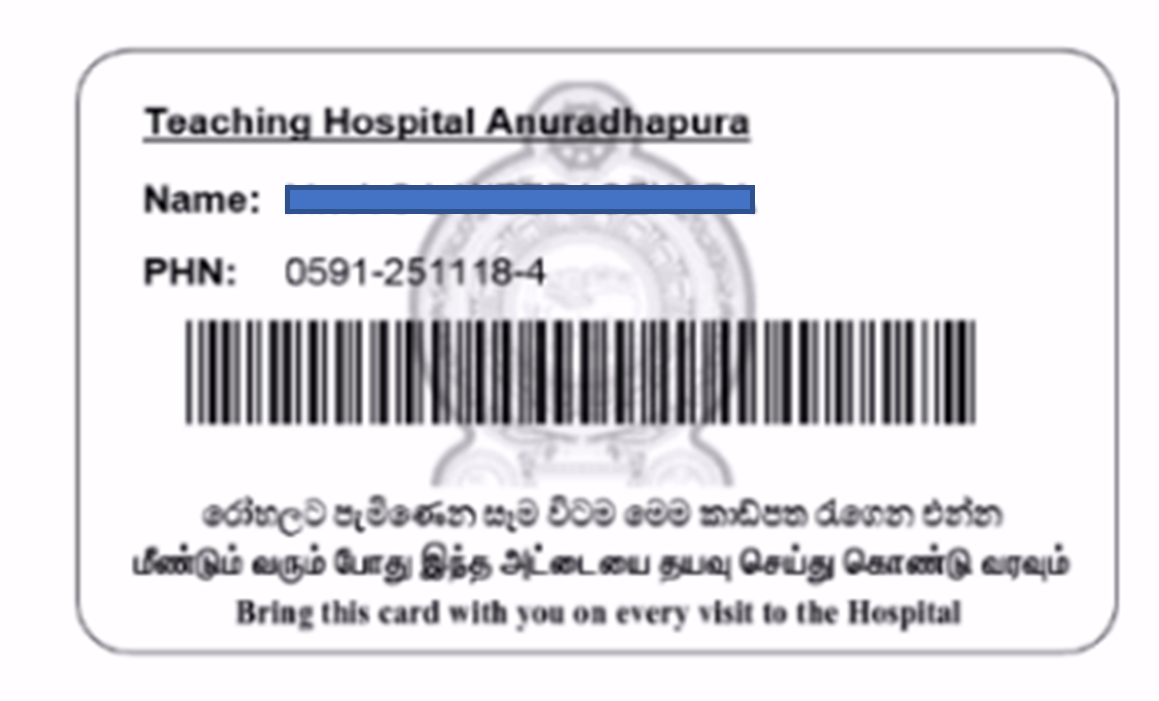 Teaching Hospital Anuradhapura
Name:
PHN: 0591-251118-4
රෝහලට පැමිණෙන සෑම විටම මෙම කාඩ්පත රැගෙන එන්න
மீண்டும் வரும் போது இந்த அட்டையை தயவு செய்து கொண்டு வரவும்
Bring this card with you on every visit to the Hospital